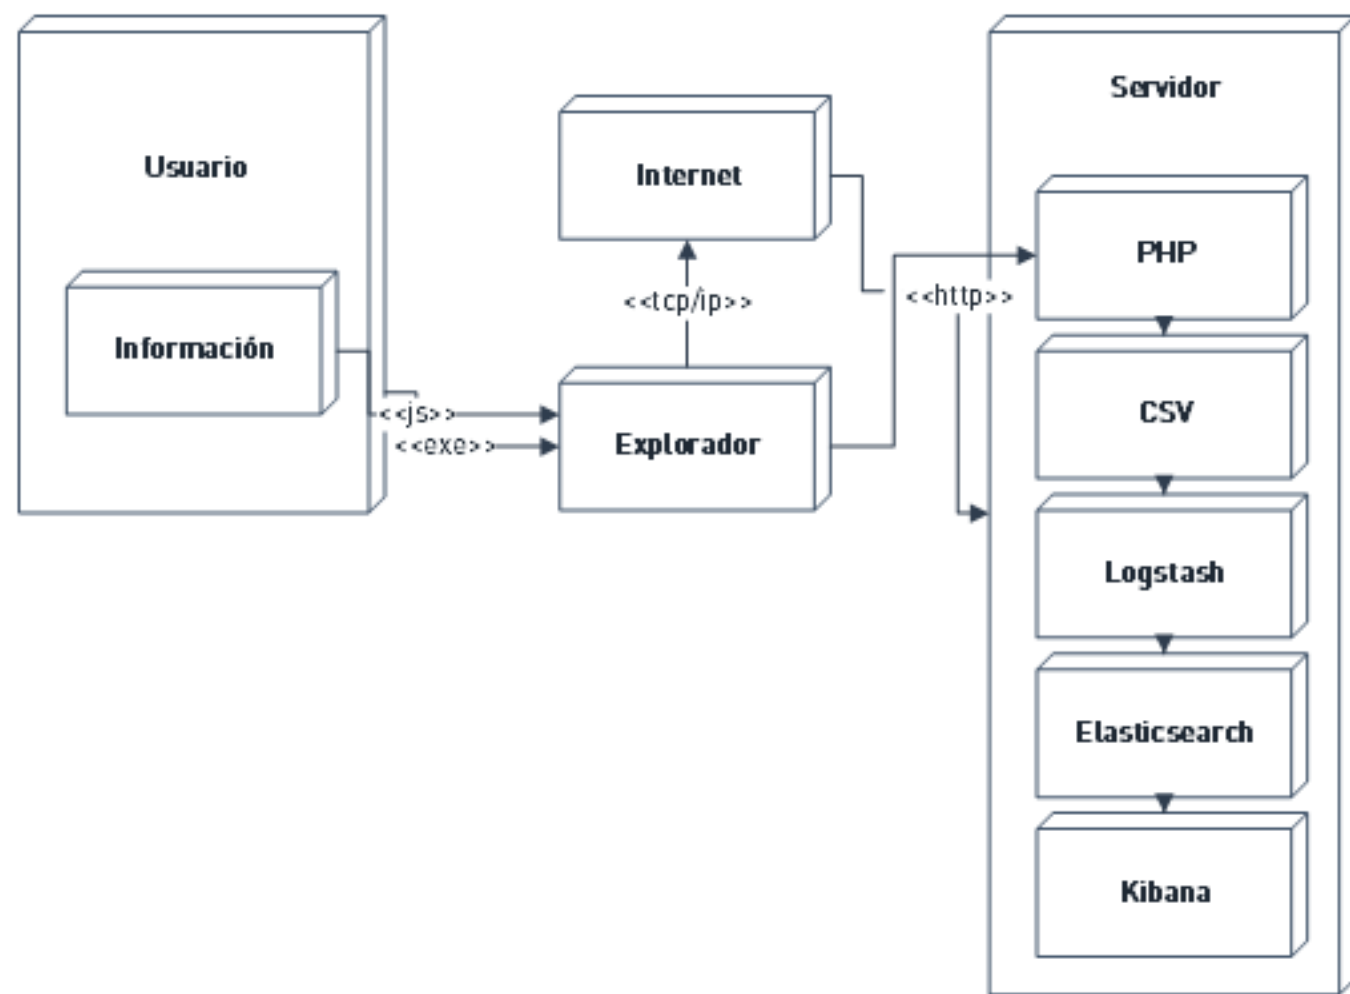 Usuario
Información
<<js>>
<<exe>>
Internet
<<tcp/ip>>
Explorador
<<http>>
Servidor
PHP
CSV
Logstash
Elasticsearch
Kibana